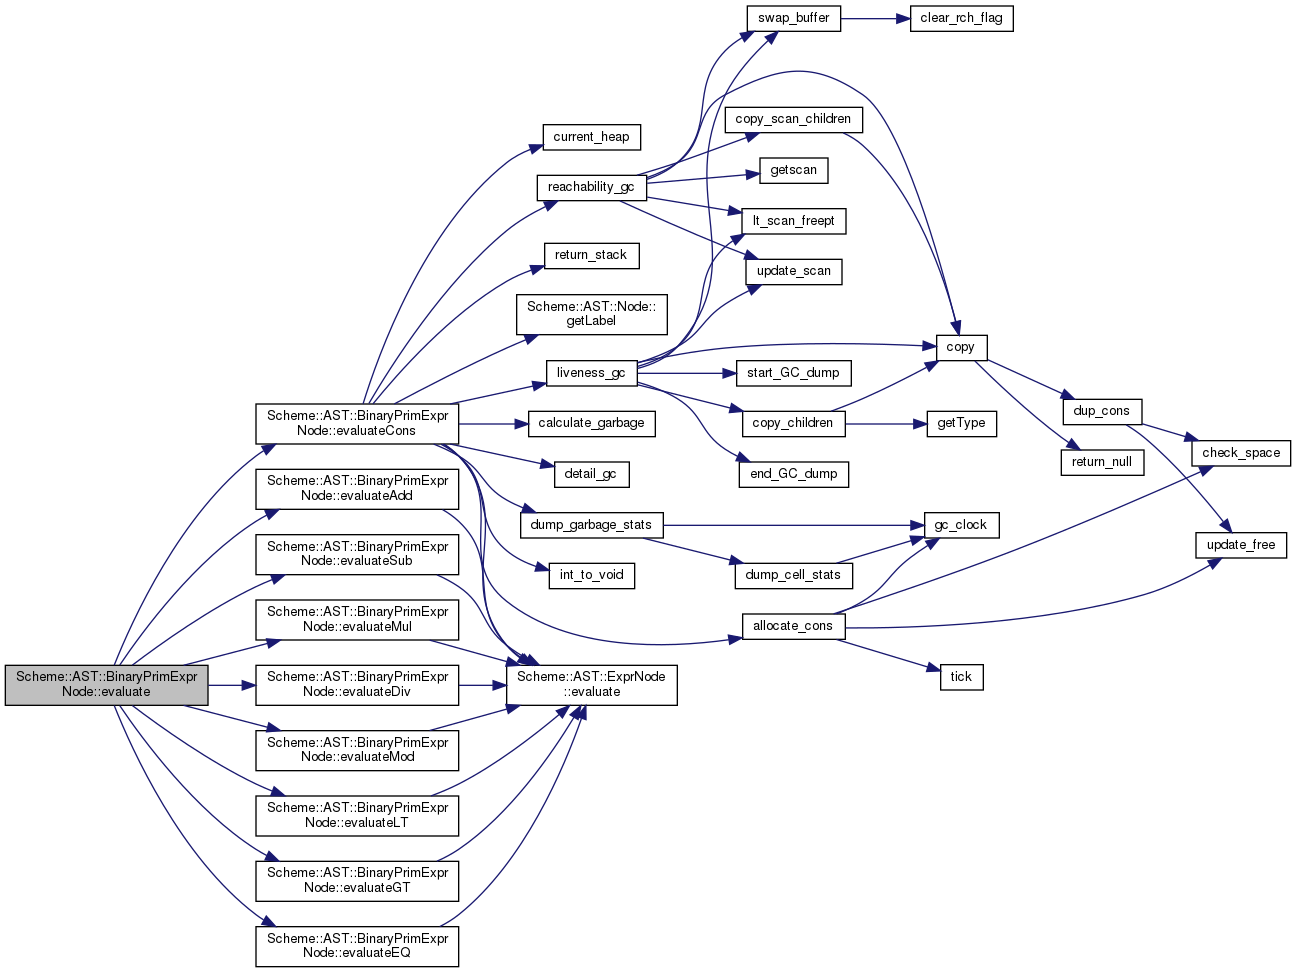 swap_buffer
clear_rch_flag
copy_scan_children
current_heap
getscan
reachability_gc
lt_scan_freept
return_stack
update_scan
Scheme::AST::Node::
getLabel
copy
liveness_gc
start_GC_dump
dup_cons
Scheme::AST::BinaryPrimExpr
Node::evaluateCons
calculate_garbage
copy_children
getType
check_space
return_null
detail_gc
end_GC_dump
Scheme::AST::BinaryPrimExpr
Node::evaluateAdd
dump_garbage_stats
gc_clock
update_free
Scheme::AST::BinaryPrimExpr
Node::evaluateSub
int_to_void
dump_cell_stats
Scheme::AST::BinaryPrimExpr
Node::evaluateMul
allocate_cons
tick
Scheme::AST::BinaryPrimExpr
Node::evaluate
Scheme::AST::BinaryPrimExpr
Node::evaluateDiv
Scheme::AST::ExprNode
::evaluate
Scheme::AST::BinaryPrimExpr
Node::evaluateMod
Scheme::AST::BinaryPrimExpr
Node::evaluateLT
Scheme::AST::BinaryPrimExpr
Node::evaluateGT
Scheme::AST::BinaryPrimExpr
Node::evaluateEQ